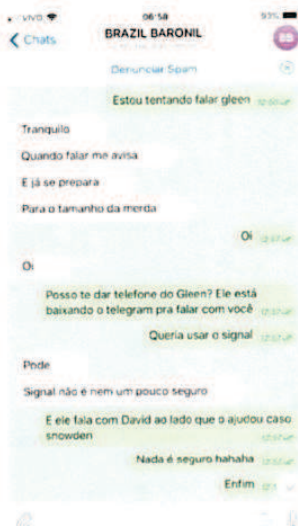 vivo
06:58
93%
Chats
BRAZIL BARONIL
BB
Denunciar Spam
Estou tentando falar gleen
Tranquilo
Quando falar me avisa
E já se prepara
Para o tamanho da merda
Oi
Oi
Posso te dar telefone do Gleen? Ele está
baixando o telegram pra falar com você
Queria usar o signal
Pode
Signal não é nem um pouco seguro
E ele fala com David ao lado que o ajudou caso
snowden
Nada é seguro hahaha
Enfim